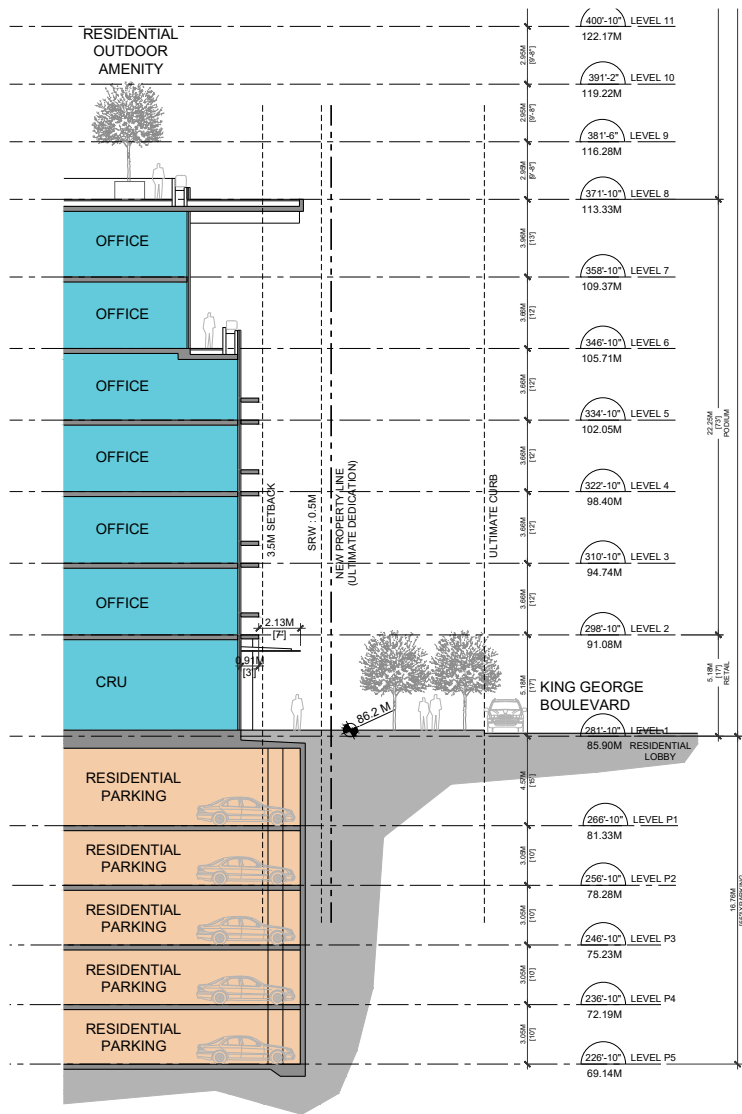 400'-10" LEVEL 11
122.17M
RESIDENTIAL
OUTDOOR
AMENITY
2.95M
[9'-8"]
391'-2" LEVEL 10
119.22M
2.95M
[9'-8"]
381'-6" LEVEL 9
116.28M
2.95M
[9'-8"]
371'-10" LEVEL 8
113.33M
OFFICE
3.96M
[13']
358'-10" LEVEL 7
109.37M
OFFICE
3.66M
[12']
346'-10" LEVEL 6
105.71M
OFFICE
3.66M
[12']
334'-10" LEVEL 5
102.05M
22.25M
[73']
PODIUM
OFFICE
3.66M
[12']
322'-10" LEVEL 4
98.40M
3.5M SETBACK
SRW : 0.5M
NEW PROPERTY LINE
(ULTIMATE DEDICATION)
ULTIMATE CURB
OFFICE
3.66M
[12']
310'-10" LEVEL 3
94.74M
OFFICE
3.66M
[12']
298'-10" LEVEL 2
91.08M
2.13M
[7']
0.91M
[3']
CRU
5.18M
[17']
5.18M
[17']
RETAIL
KING GEORGE
BOULEVARD
86.2 M
281'-10" LEVEL 1
85.90M RESIDENTIAL
LOBBY
RESIDENTIAL
PARKING
4.57M
[15']
266'-10" LEVEL P1
81.33M
RESIDENTIAL
PARKING
3.05M
[10']
256'-10" LEVEL P2
78.28M
RESIDENTIAL
PARKING
3.05M
[10']
246'-10" LEVEL P3
75.23M
16.76M
RESIDENTIAL
PARKING
3.05M
[10']
236'-10" LEVEL P4
72.19M
RESIDENTIAL
PARKING
3.05M
[10']
226'-10" LEVEL P5
69.14M